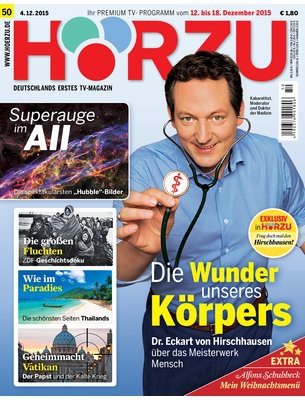 50
4.12.2015
Ihr PREMIUM TV-PROGRAMM vom 12. bis 18. Dezember 2015
€ 1,80
WWW.HOERZU.DE
HÖRZU
DEUTSCHLANDS ERSTES TV-MAGAZIN
Superauge
im All
Die spektakulärsten „Hubble“-Bilder
Kabarettist,
Moderator und
Doktor der
Medizin
Die großen
Fluchten
ZDF-Geschichtsdoku
Wie im
Paradies
Die schönsten Seiten Thailands
Geheimmacht
Vatikan
Der Papst und der Kalte Krieg
EXKLUSIV
in HÖRZU
Frag doch mal den
Hirschhausen!
Die Wunder
unseres
Körpers
Dr. Eckart von Hirschhausen
über das Meisterwerk
Mensch
EXTRA
Alfons Schuhbeck
Mein Weihnachtsmenü